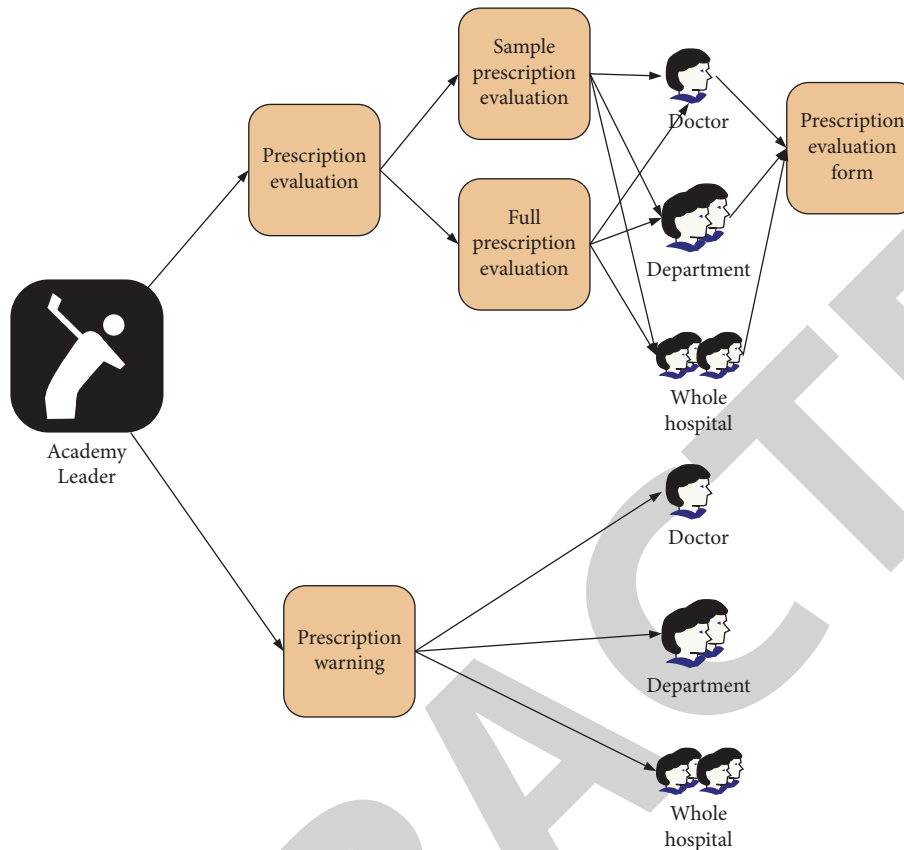 Sample
prescription
evaluation
Doctor
Prescription
evaluation
form
Prescription
evaluation
Full
prescription
evaluation
Department
Whole
hospital
Academy
Leader
Doctor
Prescription
warning
Department
Whole
hospital
RACTE